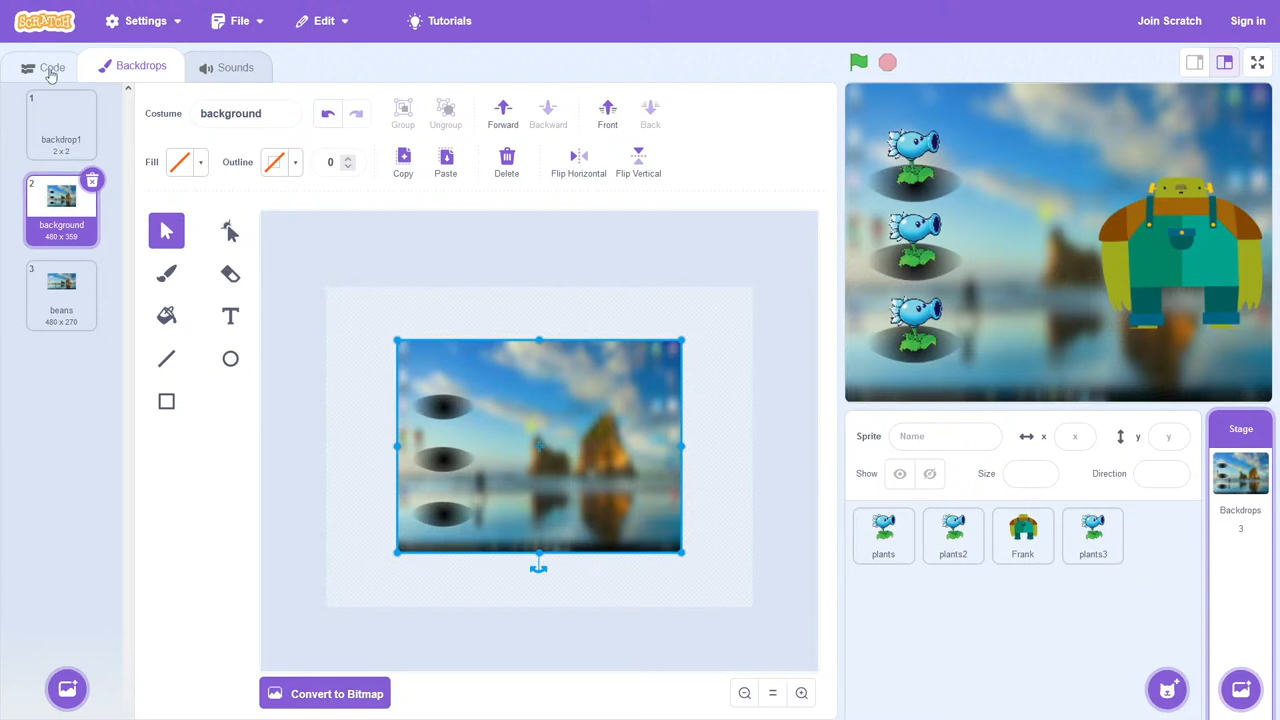 SCRATCH
Settings
File
Edit
Tutorials
Join Scratch
Sign in
Code
Backdrops
Sounds
1
backdrop1
2 x 2
2
background
480 x 359
3
beans
480 x 270
Costume
background
Group
Ungroup
Forward
Backward
Front
Back
Fill
Outline
0
Copy
Paste
Delete
Flip Horizontal
Flip Vertical
T
Convert to Bitmap
Sprite
Name
x
x
y
y
Show
Size
Direction
plants
plants2
Frank
plants3
Stage
Backdrops
3